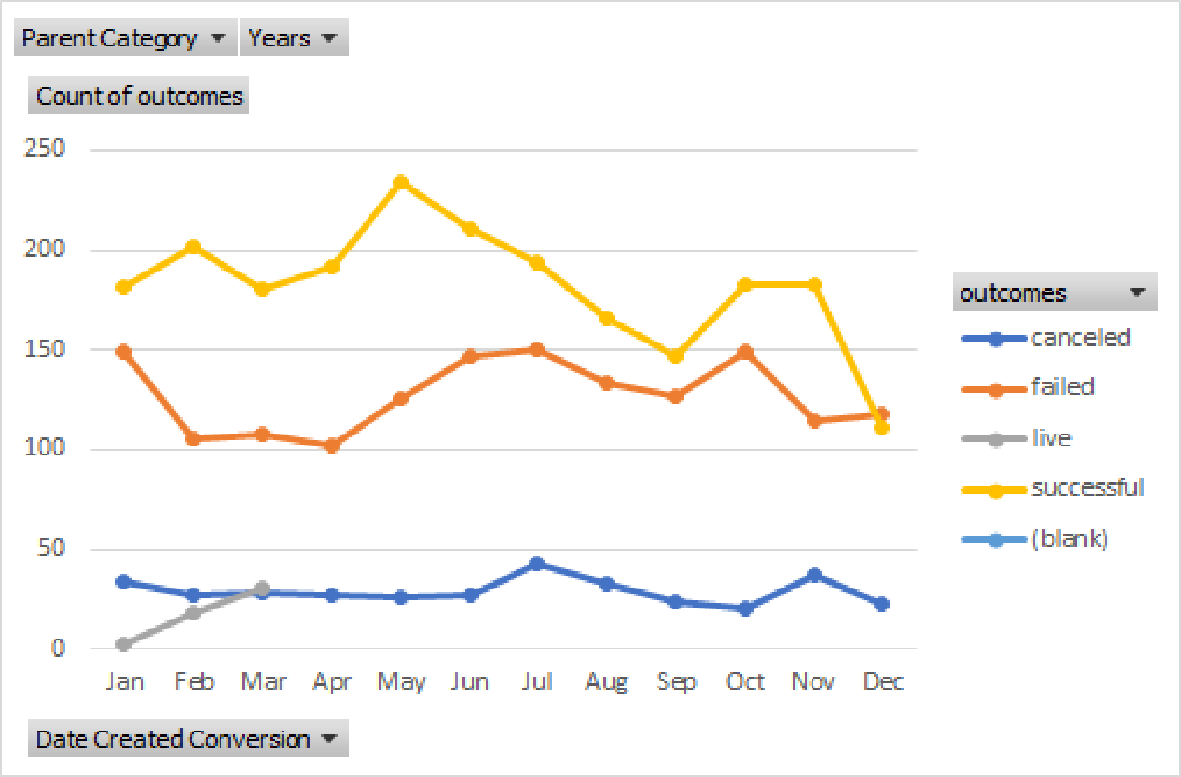 Parent Category Years
Count of outcomes
250
200
150
100
50
0
Jan Feb Mar Apr May Jun Jul Aug Sep Oct Nov Dec
outcomes
canceled
failed
live
successful
(blank)
Date Created Conversion